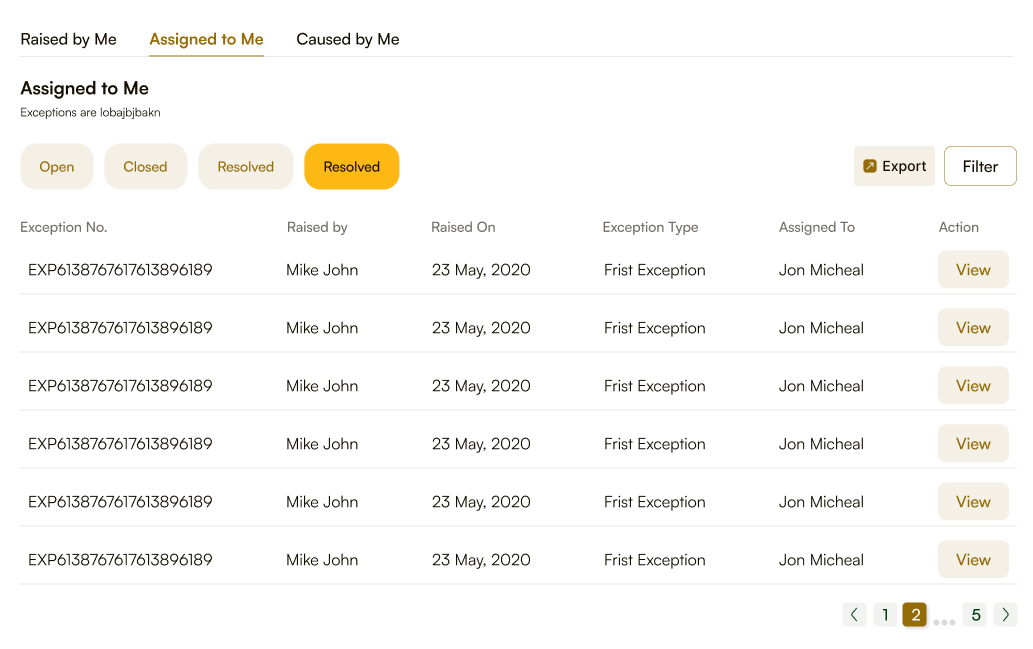 Raised by Me Assigned to Me Caused by Me
Assigned to Me
Exceptions are lobajbjbakn
Open Closed Resolved Resolved Export Filter
Exception No. Raised by Raised On Exception Type Assigned To Action
EXP6138767617613896189 Mike John 23 May, 2020 Frist Exception Jon Micheal View
EXP6138767617613896189 Mike John 23 May, 2020 Frist Exception Jon Micheal View
EXP6138767617613896189 Mike John 23 May, 2020 Frist Exception Jon Micheal View
EXP6138767617613896189 Mike John 23 May, 2020 Frist Exception Jon Micheal View
EXP6138767617613896189 Mike John 23 May, 2020 Frist Exception Jon Micheal View
EXP6138767617613896189 Mike John 23 May, 2020 Frist Exception Jon Micheal View
1 2 ... 5